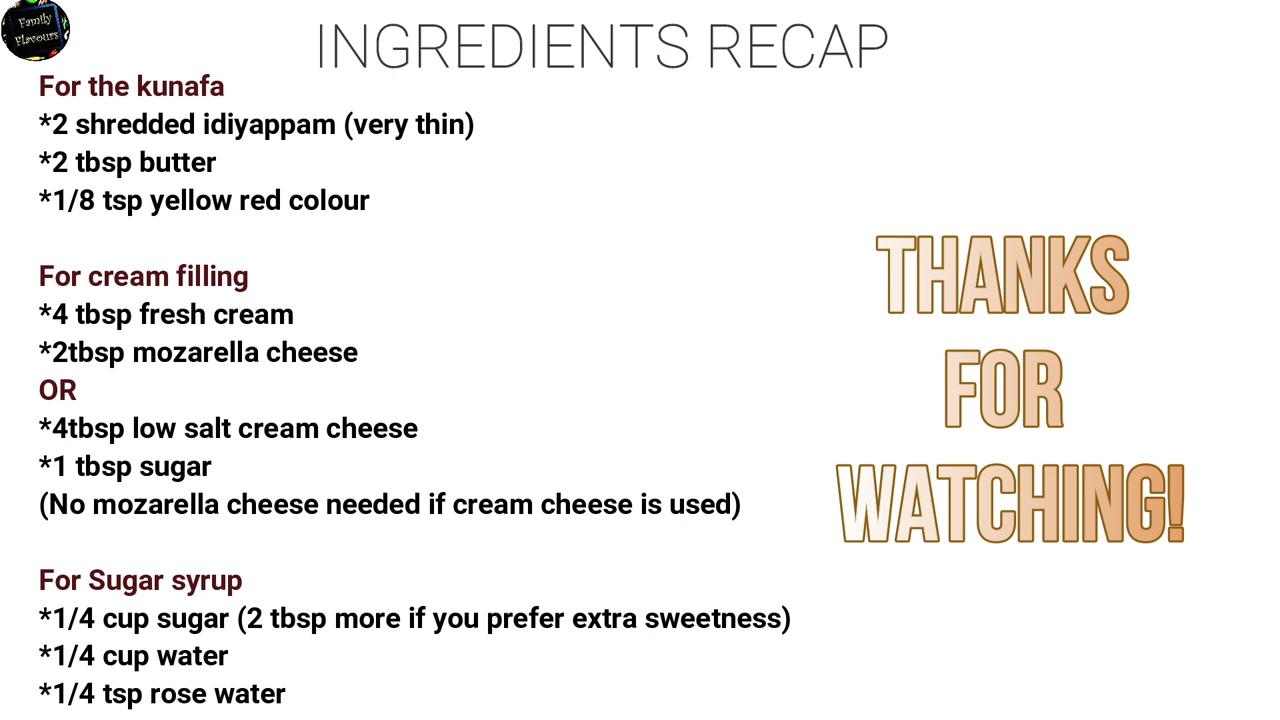 Family
Flavours
INGREDIENTS RECAP
For the kunafa
*2 shredded idiyappam (very thin)
*2 tbsp butter
*1/8 tsp yellow red colour
For cream filling
*4 tbsp fresh cream
*2tbsp mozarella cheese
OR
*4tbsp low salt cream cheese
*1 tbsp sugar
(No mozarella cheese needed if cream cheese is used)
For Sugar syrup
*1/4 cup sugar (2 tbsp more if you prefer extra sweetness)
*1/4 cup water
*1/4 tsp rose water
THANKS
FOR
WATCHING!